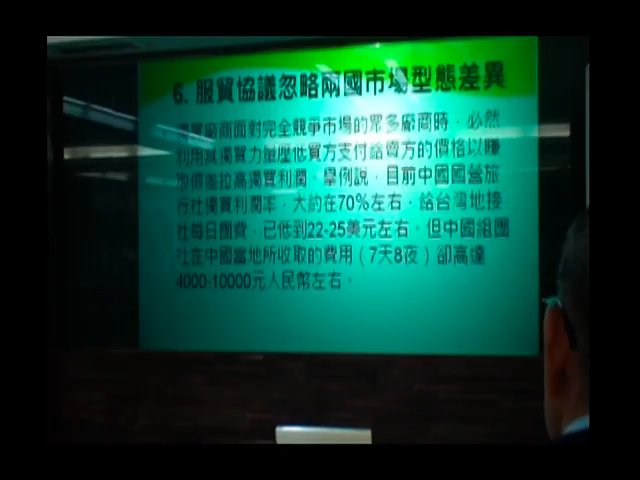 6. 服貿協議忽略兩國市場型態差異
獨買廠商面對完全競爭市場的眾多廠商時，必然
利用其獨買力量壓低買方支付給賣方的價格以賺
取價差拉高獨買利潤。舉例說，目前中國國營旅
行社獨買利潤率，大約在70%左右，給台灣地接
社每日團費，已低到22-25美元左右，但中國組團
社在中國當地所收取的費用（7天8夜）卻高達
4000-10000元人民幣左右。